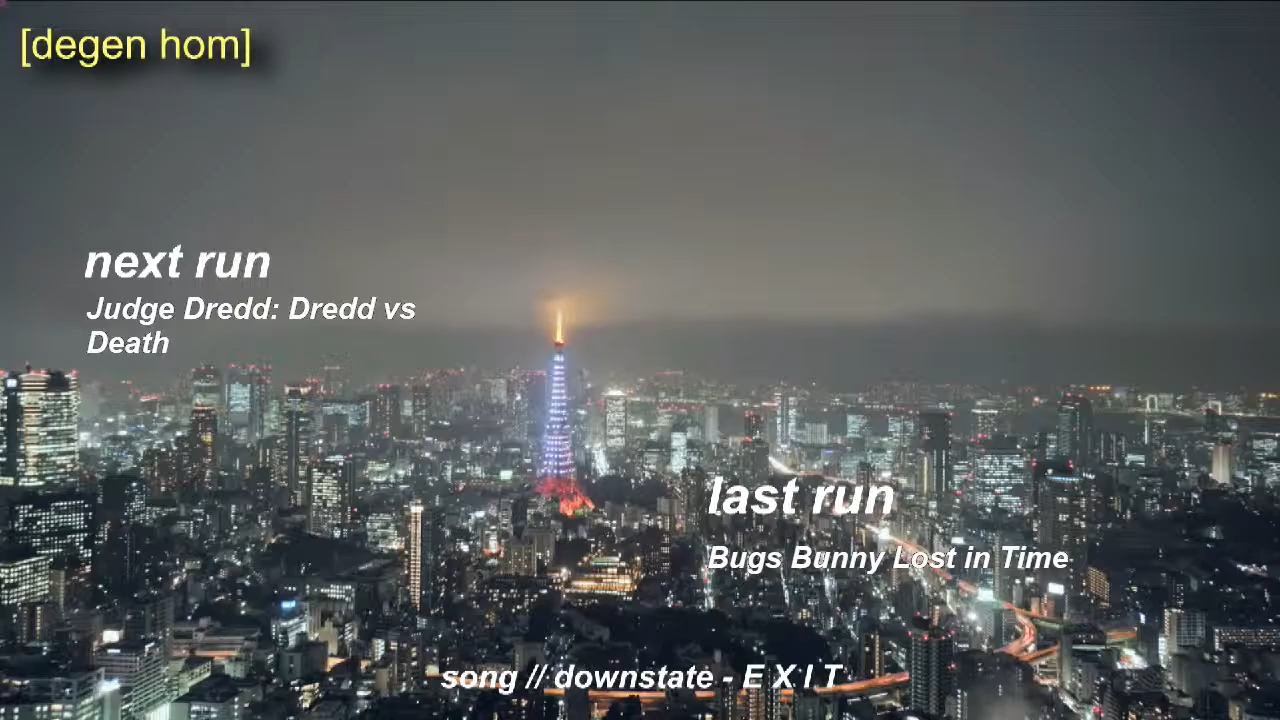 [degen hom]
next run
Judge Dredd: Dredd vs
Death
last run
Bugs Bunny Lost in Time
song // downstate - E X I T